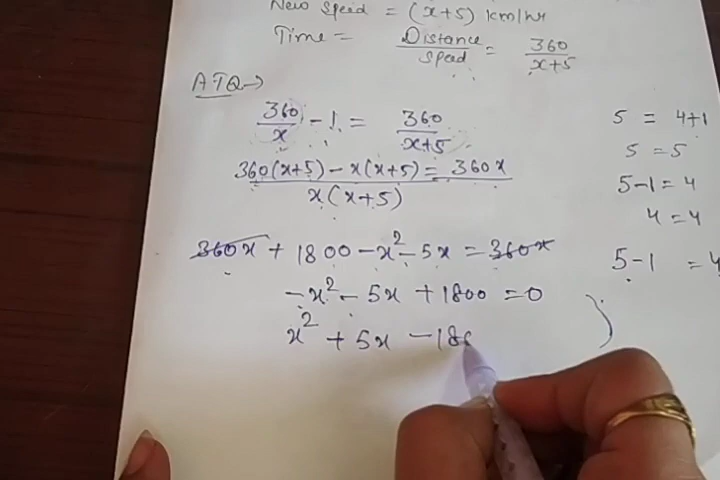 New Speed = (x+5) km/hr
Time = Distance/Speed = 360/x+5
ATQ→
360/x - 1 = 360/x+5
360(x+5) - x(x+5) = 360x
x(x+5)
360x + 1800 - x² - 5x = 360x
-x² - 5x + 1800 = 0
x² + 5x - 180
5 = 4+1
5 = 5
5-1 = 4
4 = 4
5-1 = 4